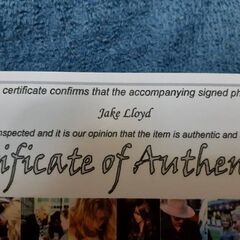 certificate confirms that the accompanying signed ph
Jake Lloyd
nspected and it is our opinion that the item is authentic and
ificate of Authen